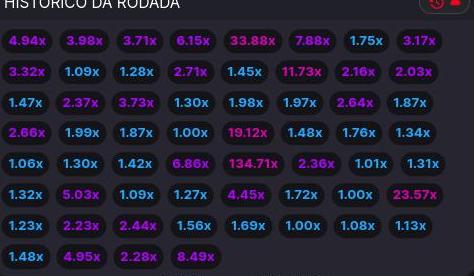 HISTÓRICO DA RODADA
4.94x 3.98x 3.71x 6.15x 33.88x 7.88x 1.75x 3.17x
3.32x 1.09x 1.28x 2.71x 1.45x 11.73x 2.16x 2.03x
1.47x 2.37x 3.73x 1.30x 1.98x 1.97x 2.64x 1.87x
2.66x 1.99x 1.87x 1.00x 19.12x 1.48x 1.76x 1.34x
1.06x 1.30x 1.42x 6.86x 134.71x 2.36x 1.01x 1.31x
1.32x 5.03x 1.09x 1.27x 4.45x 1.72x 1.00x 23.57x
1.23x 2.23x 2.44x 1.56x 1.69x 1.00x 1.08x 1.13x
1.48x 4.95x 2.28x 8.49x